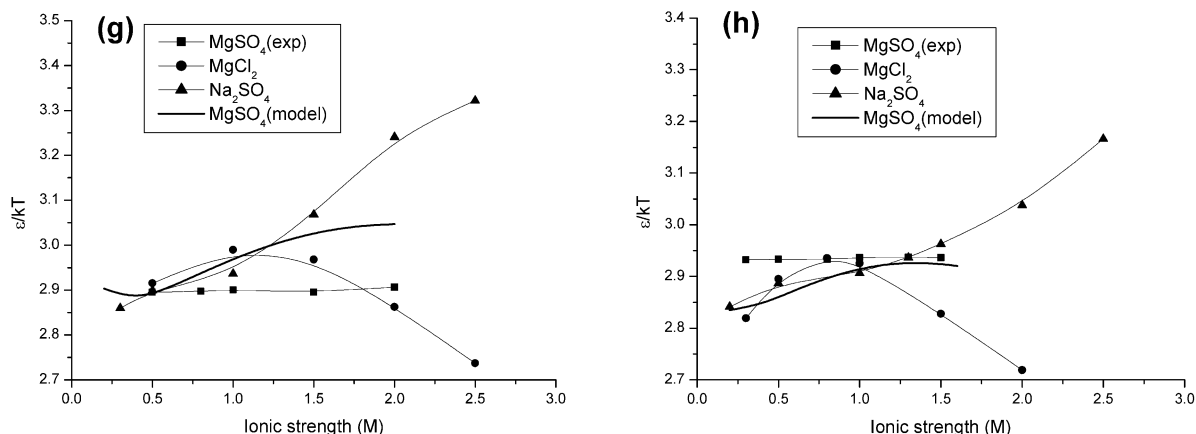 (g)
MgSO4(exp)
MgCl2
Na2SO4
MgSO4(model)
3.5
3.4
3.3
3.2
3.1
3.0
2.9
2.8
2.7
ε/kT
0.0 0.5 1.0 1.5 2.0 2.5 3.0
Ionic strength (M)
(h)
MgSO4(exp)
MgCl2
Na2SO4
MgSO4(model)
3.4
3.3
3.2
3.1
3.0
2.9
2.8
2.7
ε/kT
0.0 0.5 1.0 1.5 2.0 2.5 3.0
Ionic strength (M)